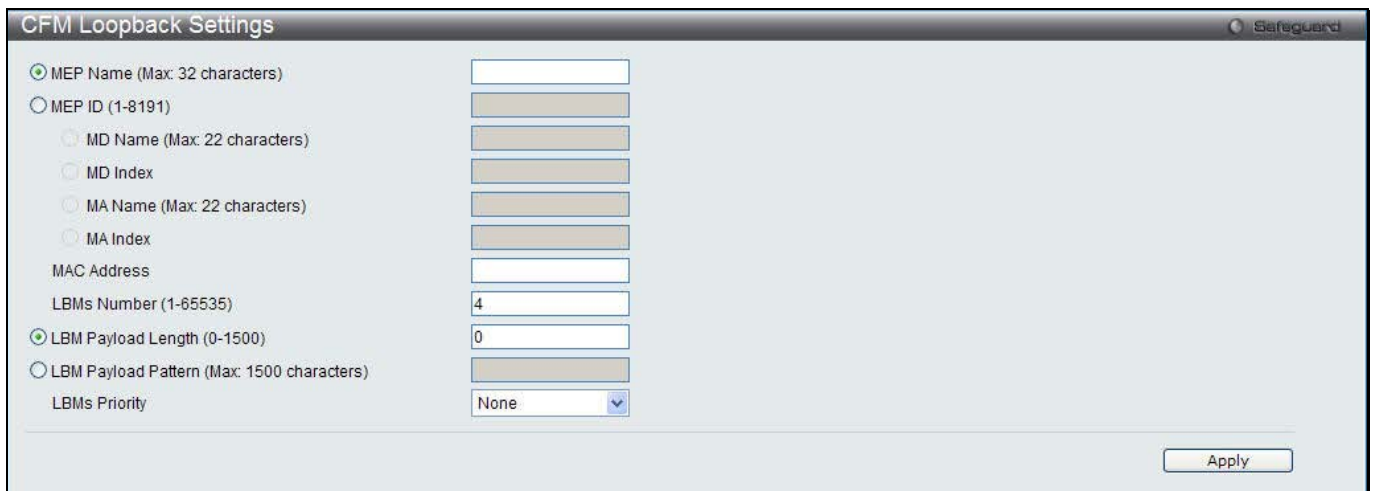 CFM Loopback Settings
Safeguard
MEP Name (Max: 32 characters)
MEP ID (1-8191)
MD Name (Max: 22 characters)
MD Index
MA Name (Max: 22 characters)
MA Index
MAC Address
LBMs Number (1-65535) 4
LBM Payload Length (0-1500) 0
LBM Payload Pattern (Max: 1500 characters)
LBMs Priority None
Apply